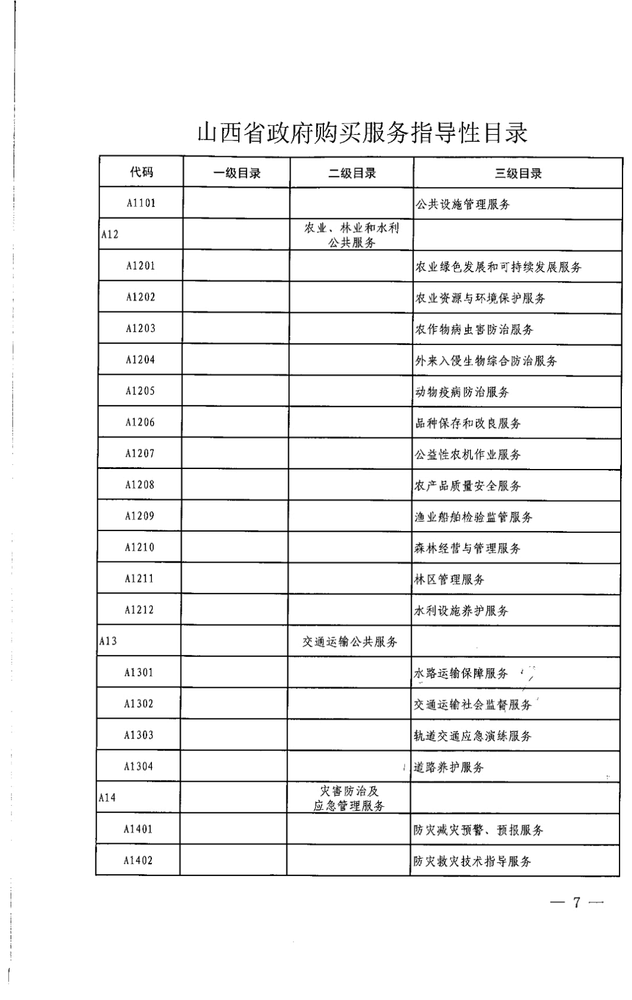 山西省政府购买服务指导性目录
代码 一级目录 二级目录 三级目录
A1101 公共设施管理服务
A12 农业、林业和水利
公共服务
A1201 农业绿色发展和可持续发展服务
A1202 农业资源与环境保护服务
A1203 农作物病虫害防治服务
A1204 外来入侵生物综合防治服务
A1205 动物疫病防治服务
A1206 品种保存和改良服务
A1207 公益性农机作业服务
A1208 农产品质量安全服务
A1209 渔业船舶检验监管服务
A1210 森林经营与管理服务
A1211 林区管理服务
A1212 水利设施养护服务
A13 交通运输公共服务
A1301 水路运输保障服务
A1302 交通运输社会监督服务
A1303 轨道交通应急演练服务
A1304 道路养护服务
A14 灾害防治及
应急管理服务
A1401 防灾减灾预警、预报服务
A1402 防灾救灾技术指导服务
— 7 —